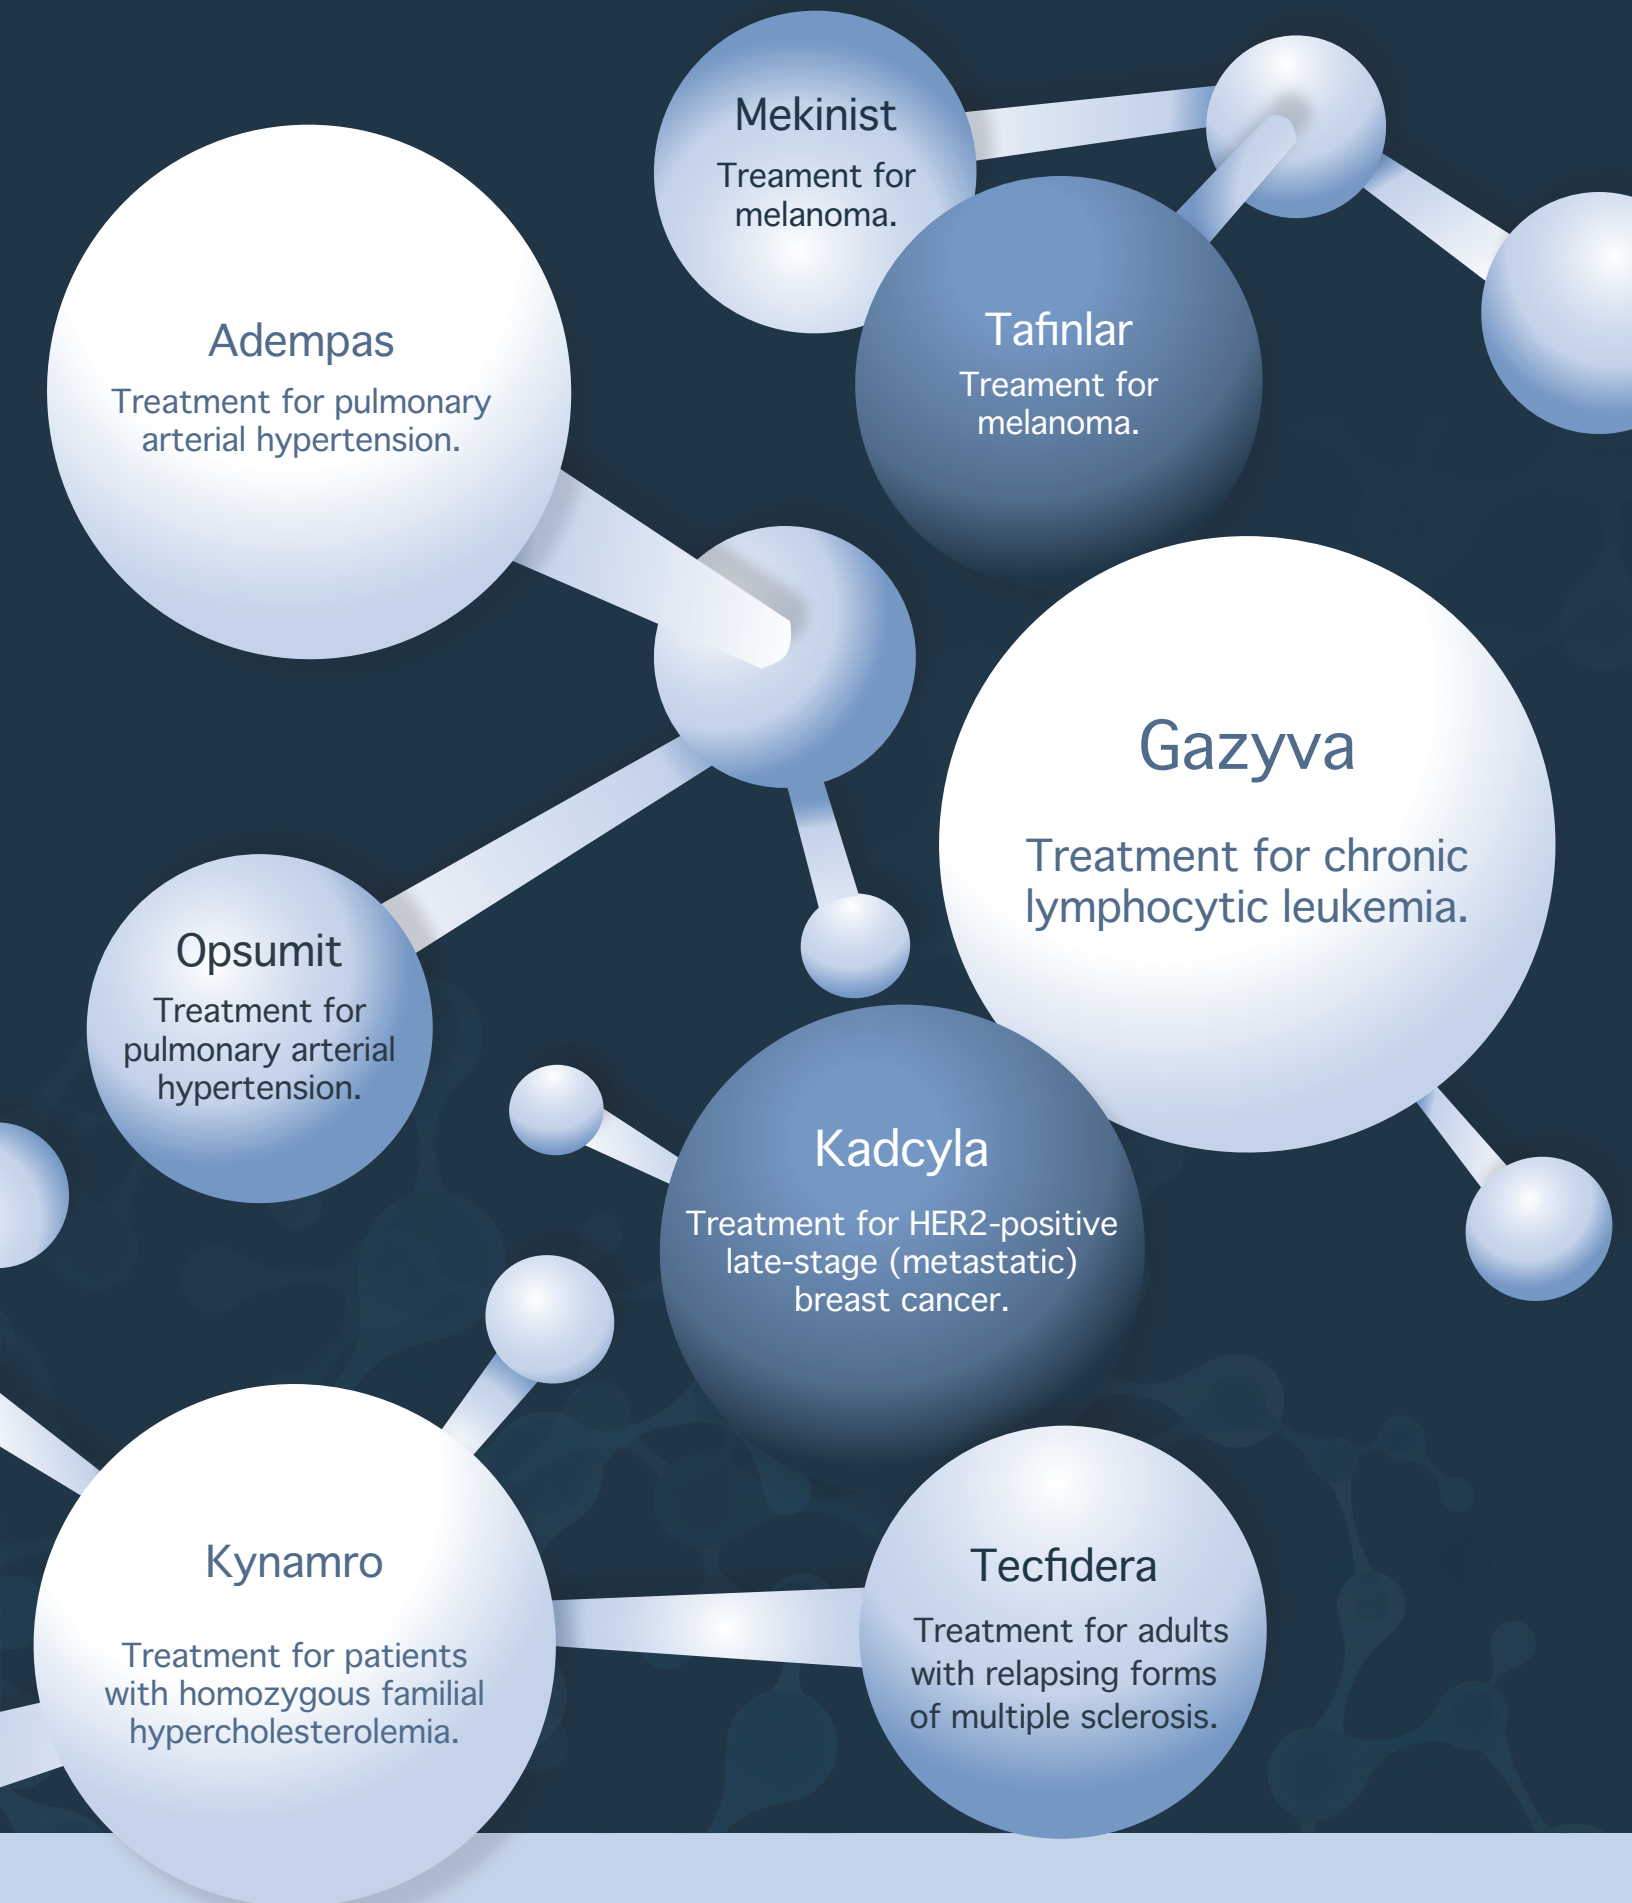 Mekinist
Treament for
melanoma.
Adempas
Treatment for pulmonary
arterial hypertension.
Tafinlar
Treament for
melanoma.
Gazyva
Treatment for chronic
lymphocytic leukemia.
Opsumit
Treatment for
pulmonary arterial
hypertension.
Kadcyla
Treatment for HER2-positive
late-stage (metastatic)
breast cancer.
Kynamro
Treatment for patients
with homozygous familial
hypercholesterolemia.
Tecfidera
Treatment for adults
with relapsing forms
of multiple sclerosis.